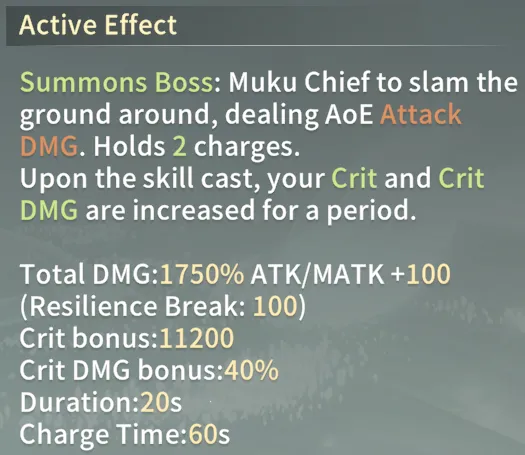 Active Effect
Summons Boss: Muku Chief to slam the
ground around, dealing AoE Attack
DMG. Holds 2 charges.
Upon the skill cast, your Crit and Crit
DMG are increased for a period.
Total DMG:1750% ATK/MATK +100
(Resilience Break: 100)
Crit bonus:11200
Crit DMG bonus:40%
Duration:20s
Charge Time:60s